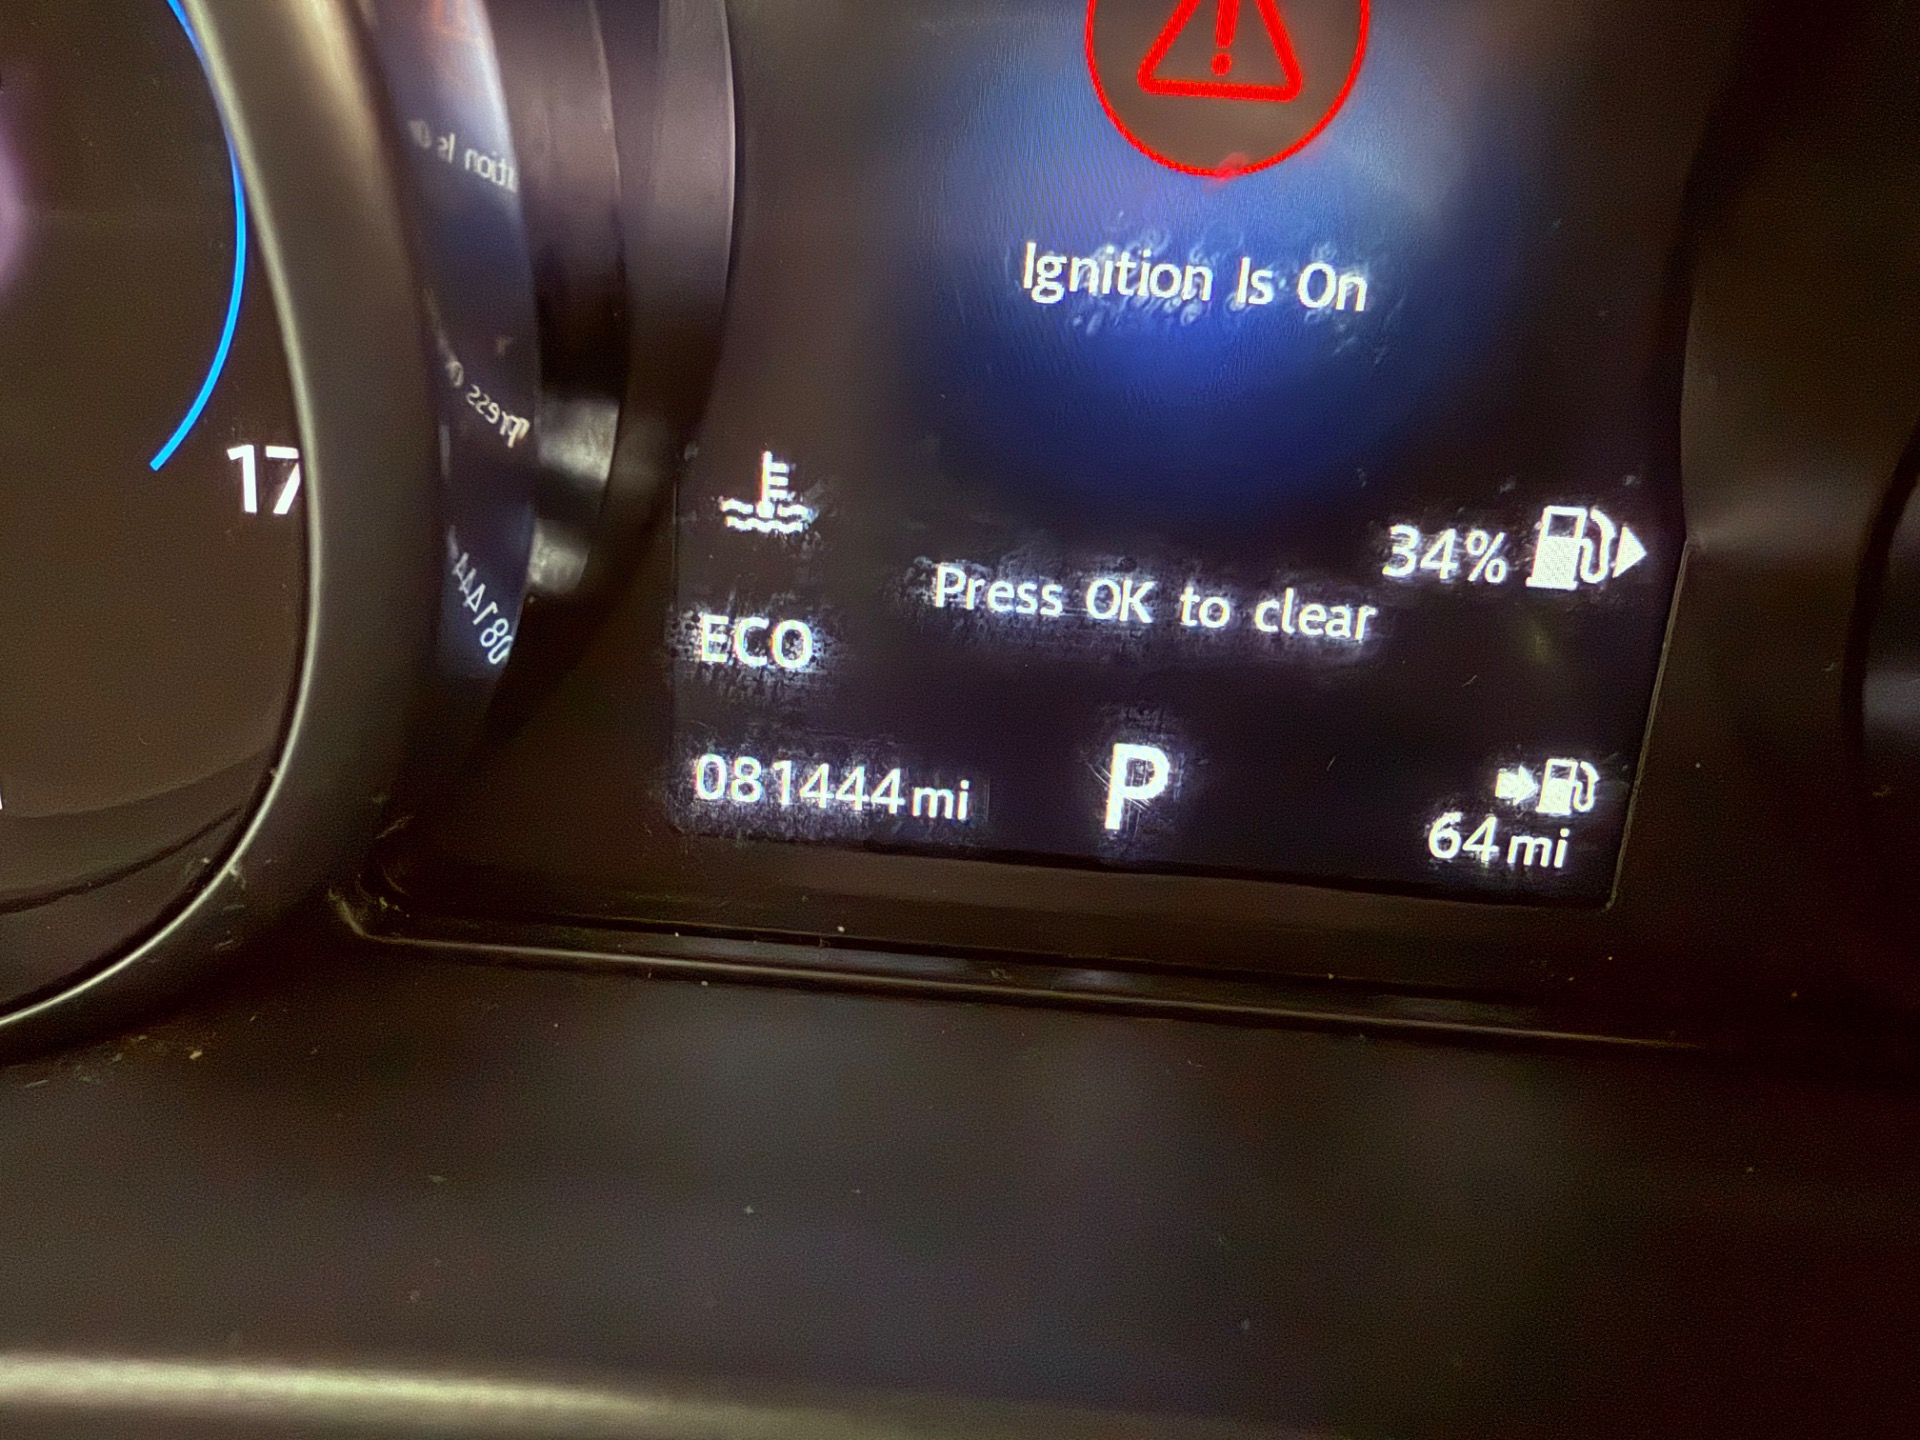 Ignition Is On
34%
Press OK to clear
ECO
081444 mi
P
64 mi
17